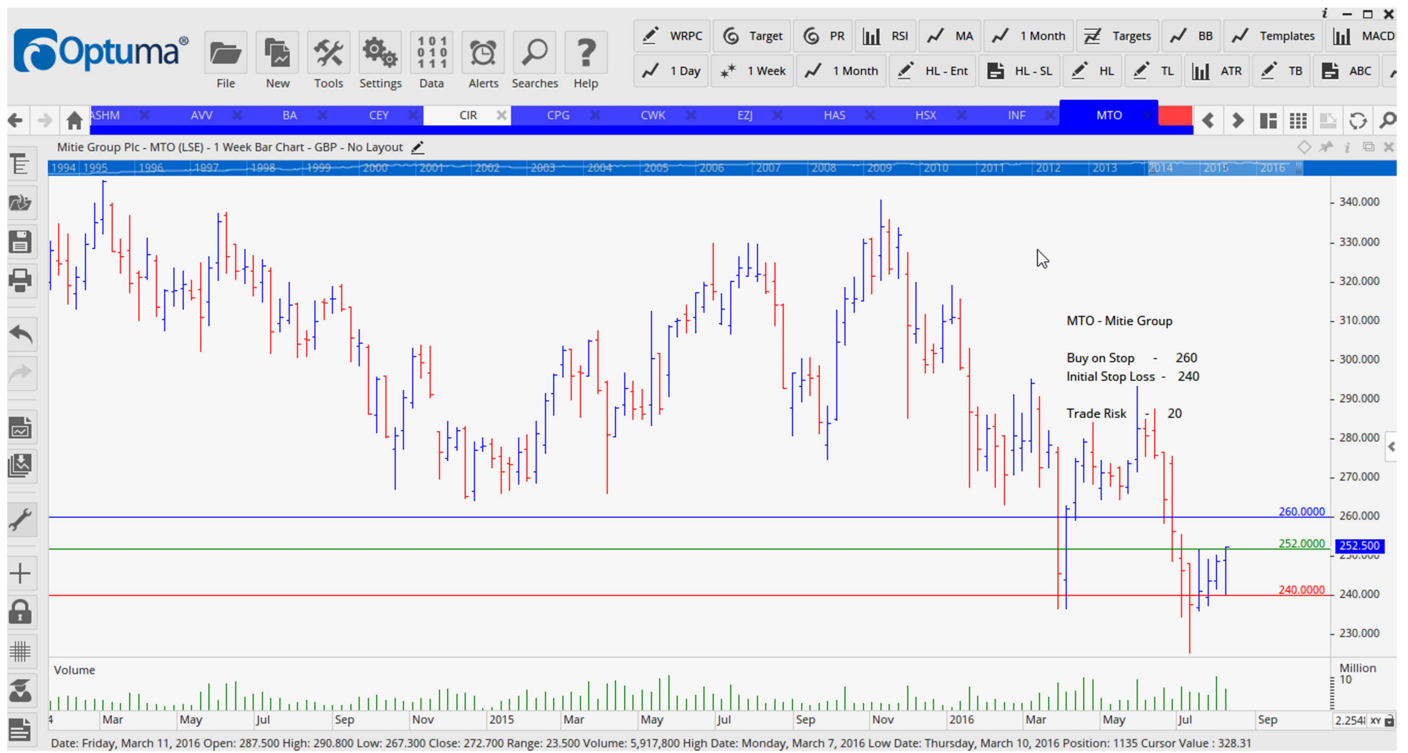 Optuma®
File
New
Tools
Settings
101 010 111
Data
Alerts
Searches
? Help
WRPC Target PR RSI MA 1 Month Targets BB Templates MACD
1 Day 1 Week 1 Month HL - Ent HL - SL HL TL ATR TB ABC
ASHM AVV BA CEY CIR CPG CWK EZJ HAS HSX INF MTO
Mitie Group Plc - MTO (LSE) - 1 Week Bar Chart - GBP - No Layout
1994 1995 1996 1997 1998 1999 2000 2001 2002 2003 2004 2005 2006 2007 2008 2009 2010 2011 2012 2013 2014 2015 2016
340.000
330.000
320.000
310.000
300.000
290.000
280.000
270.000
260.000
252.500
240.000
230.000
MTO - Mitie Group
Buy on Stop - 260
Initial Stop Loss - 240
Trade Risk - 20
260.0000
252.0000
240.0000
Volume
Million
10
4 Mar May Jul Sep Nov 2015 Mar May Jul Sep Nov 2016 Mar May Jul Sep
2.254 XY
Date: Friday, March 11, 2016 Open: 287.500 High: 290.800 Low: 267.300 Close: 272.700 Range: 23.500 Volume: 5,917,800 High Date: Monday, March 7, 2016 Low Date: Thursday, March 10, 2016 Position: 1135 Cursor Value : 328.31